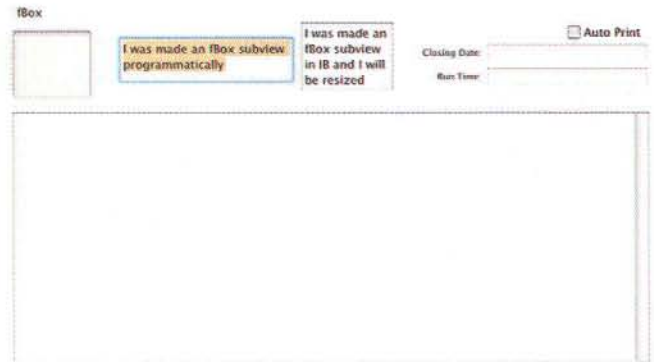 fBox
I was made an fBox subview
programmatically
I was made an
fBox subview
in IB and I will
be resized
Auto Print
Closing Date:
Run Time: